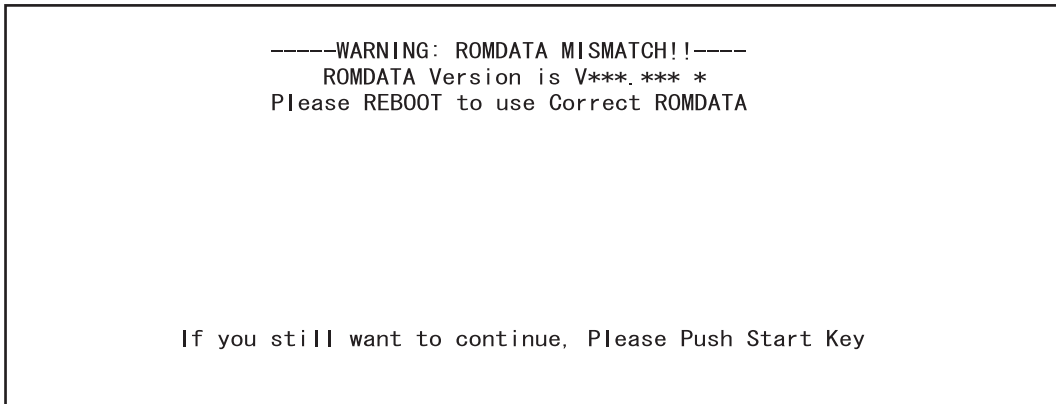 -----WARNING: ROMDATA MISMATCH!!----
ROMDATA Version is V***.*** *
Please REBOOT to use Correct ROMDATA
If you still want to continue, Please Push Start Key